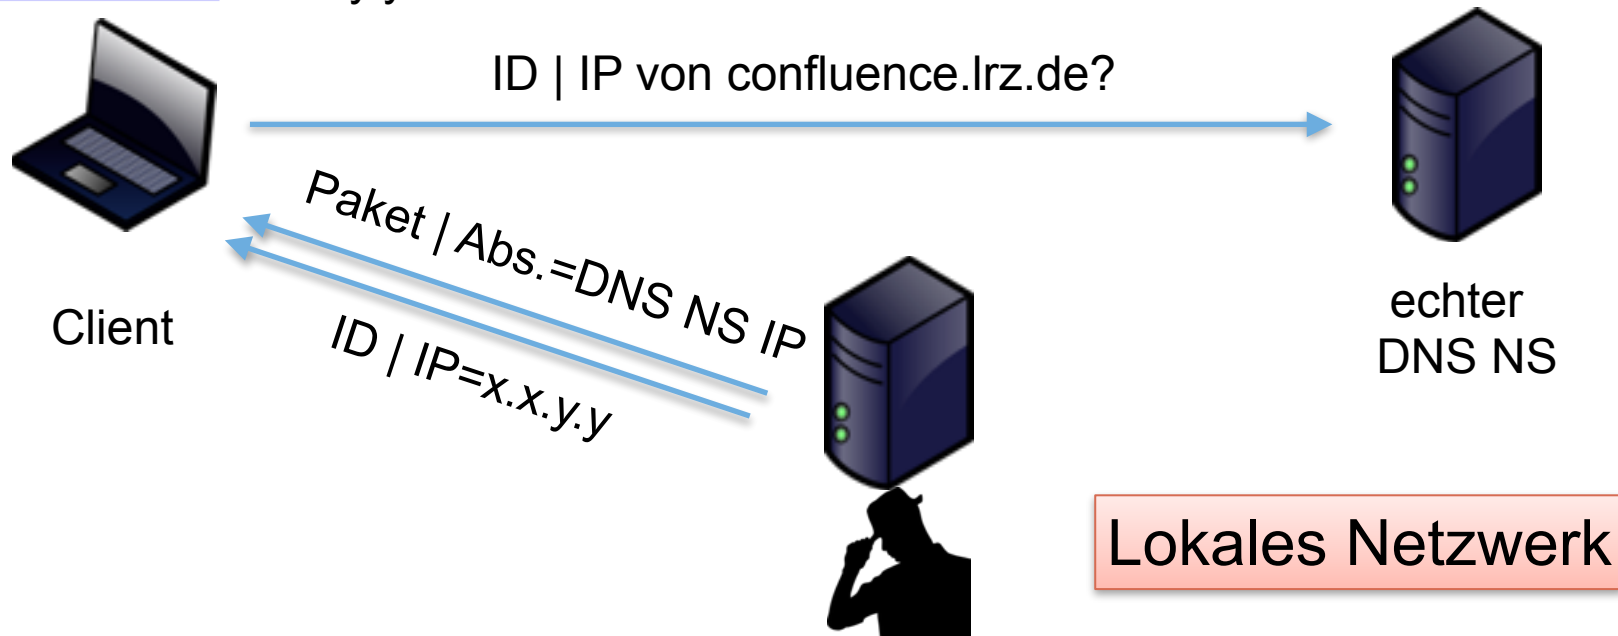 ID | IP von confluence.lrz.de?
Paket | Abs.=DNS NS IP
ID | IP=x.x.y.y
Client
echter
DNS NS
Lokales Netzwerk